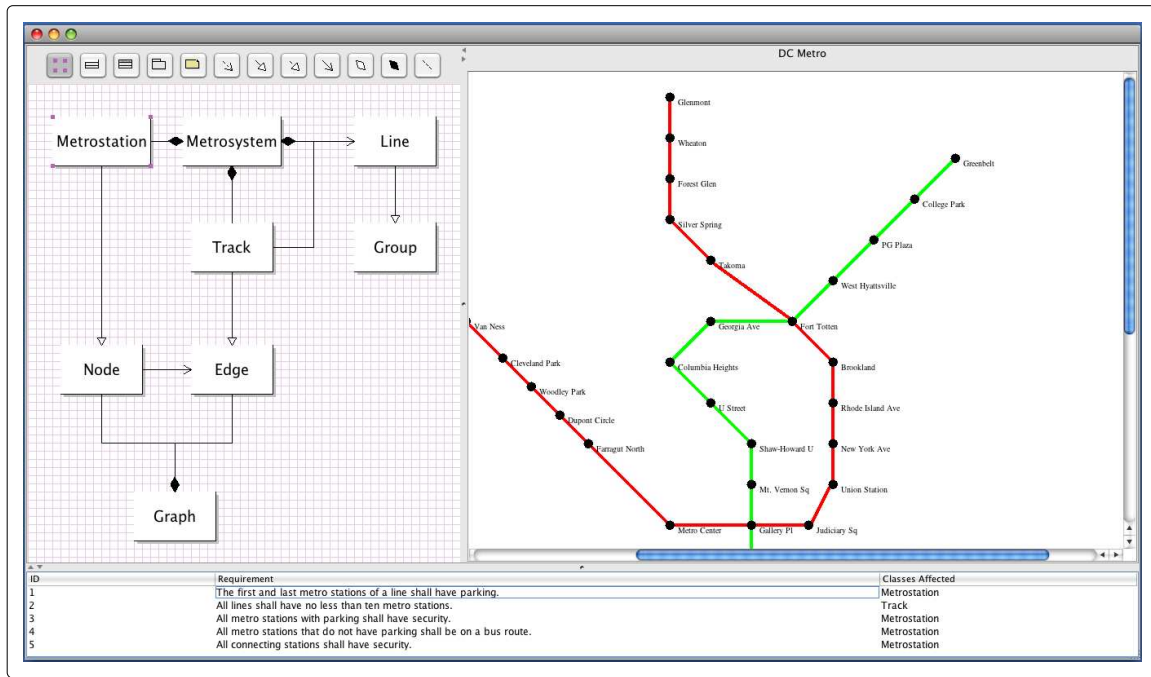 DC Metro
Metrostation
Metrosystem
Line
Track
Group
Node
Edge
Graph
Glenmont
Wheaton
Forest Glen
Silver Spring
Takoma
Greenbelt
College Park
PG Plaza
West Hyattsville
Van Ness
Georgia Ave
Fort Totten
Cleveland Park
Columbia Heights
Brookland
Woodley Park
U Street
Rhode Island Ave
Dupont Circle
Farragut North
Shaw-Howard U
New York Ave
Mt. Vernon Sq
Union Station
Metro Center
Gallery Pl
Judiciary Sq
ID Requirement Classes Affected
1 The first and last metro stations of a line shall have parking. Metrostation
2 All lines shall have no less than ten metro stations. Track
3 All metro stations with parking shall have security. Metrostation
4 All metro stations that do not have parking shall be on a bus route. Metrostation
5 All connecting stations shall have security. Metrostation